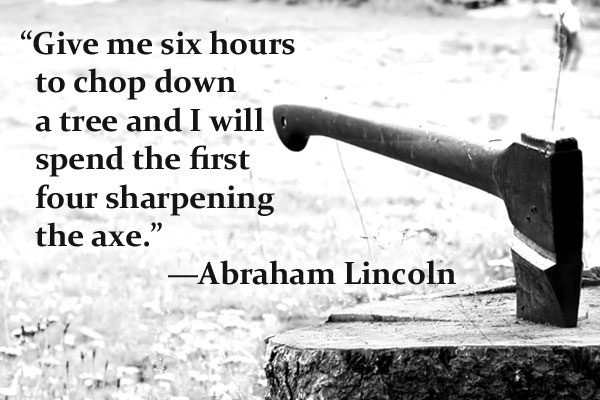 “Give me six hours
to chop down
a tree and I will
spend the first
four sharpening
the axe.”
—Abraham Lincoln